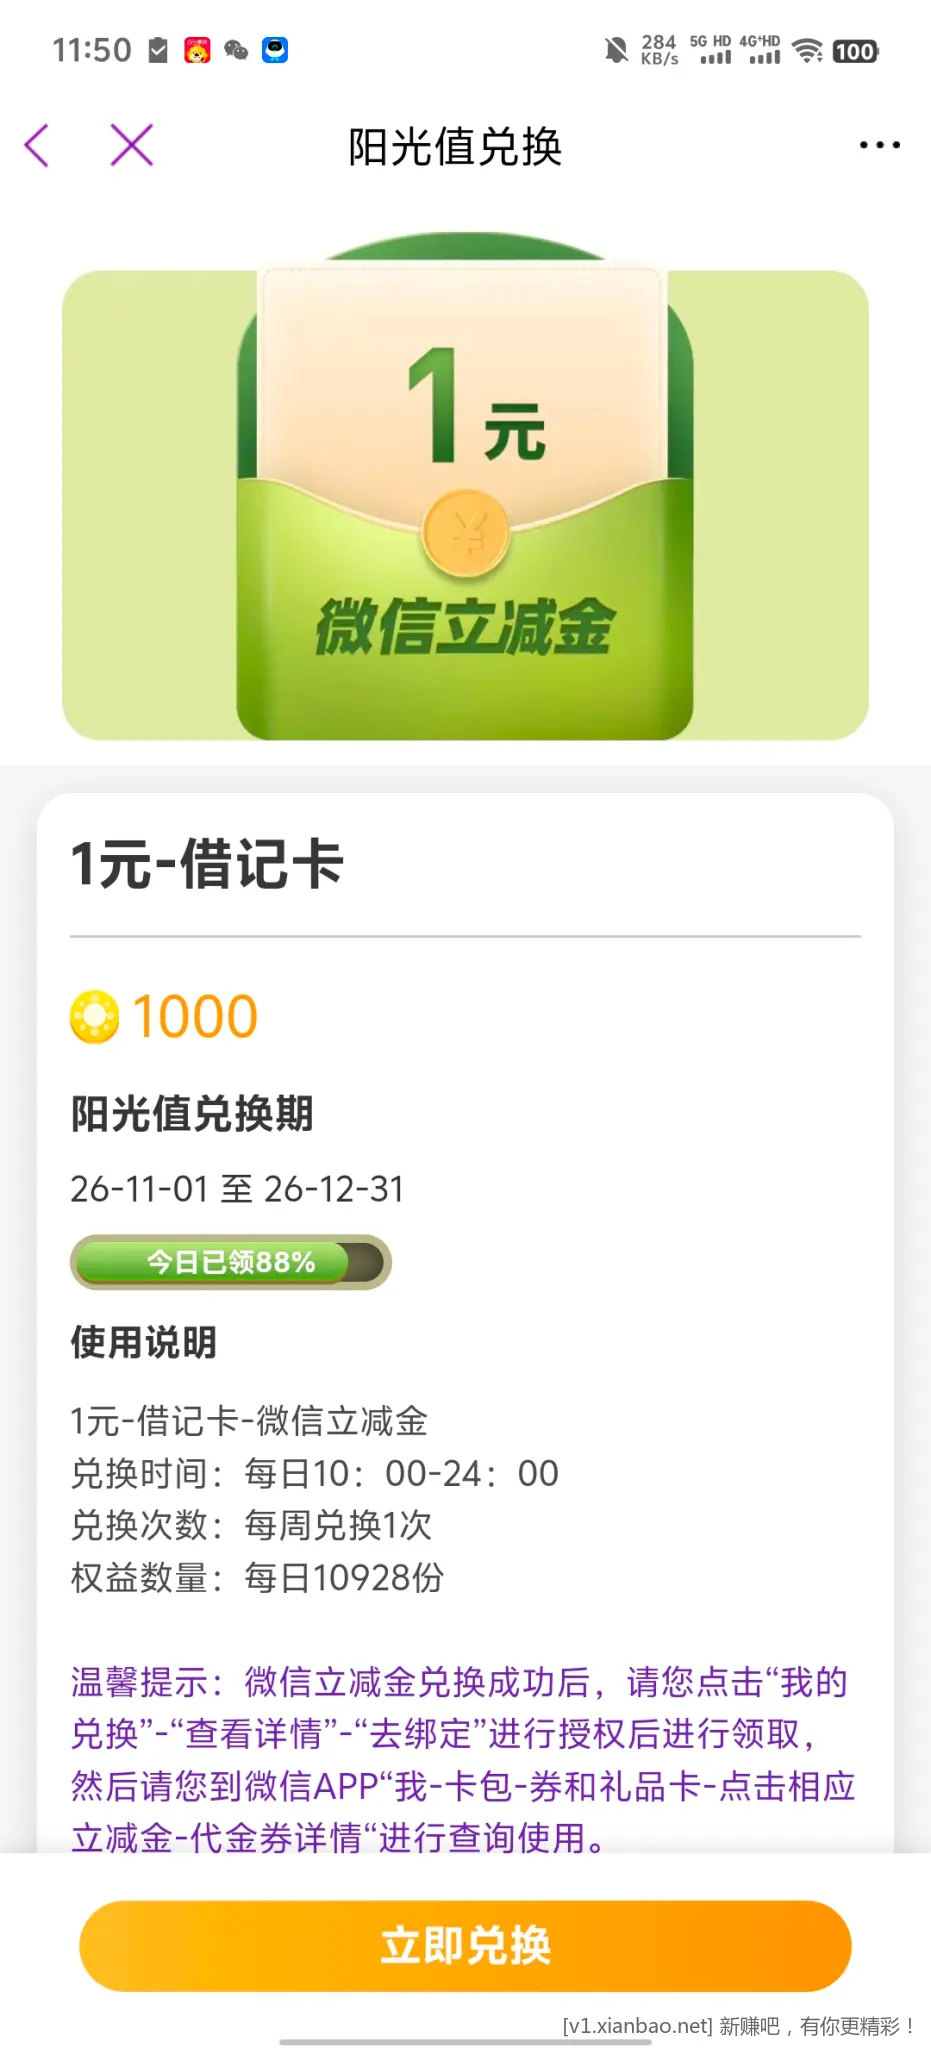 11:50
284 KB/s 5G HD 4G+HD 100
阳光值兑换
1元
¥
微信立减金
1元-借记卡
1000
阳光值兑换期
26-11-01 至 26-12-31
今日已领88%
使用说明
1元-借记卡-微信立减金
兑换时间：每日10：00-24：00
兑换次数：每周兑换1次
权益数量：每日10928份
温馨提示：微信立减金兑换成功后，请您点击“我的
兑换”-“查看详情”-“去绑定”进行授权后进行领取，
然后请您到微信APP“我-卡包-券和礼品卡-点击相应
立减金-代金券详情“进行查询使用。
立即兑换
[v1.xianbao.net] 新赚吧，有你更精彩！